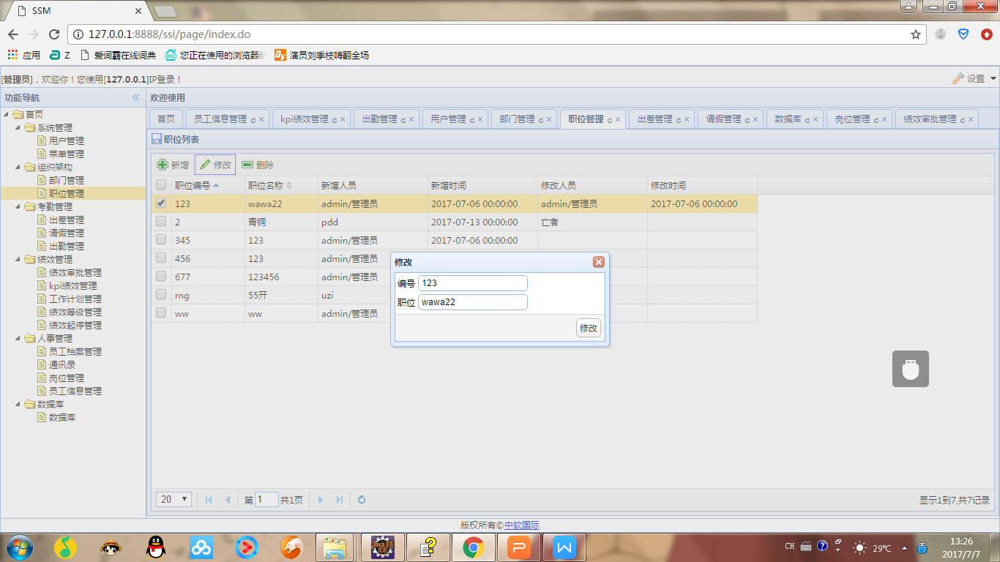 SSM
127.0.0.1:8888/ssi/page/index.do
应用 Z 爱词霸在线词典 您正在使用的浏览器版 演员刘季枝嗨翻全场
[管理员]，欢迎你！您使用[127.0.0.1]IP登录！ 设置
功能导航 欢迎使用
首页 员工信息管理 kpi绩效管理 出勤管理 用户管理 部门管理 职位管理 出差管理 请假管理 数据库 岗位管理 绩效审批管理
首页
系统管理
用户管理
菜单管理
组织架构
部门管理
职位管理
考勤管理
出差管理
请假管理
出勤管理
绩效管理
绩效审批管理
kpi绩效管理
工作计划管理
绩效等级管理
绩效起停管理
人事管理
员工档案管理
通讯录
岗位管理
员工信息管理
数据库
数据库
职位列表
新增 修改 删除
职位编号 职位名称 新增人员 新增时间 修改人员 修改时间
123 wawa22 admin/管理员 2017-07-06 00:00:00 admin/管理员 2017-07-06 00:00:00
2 青铜 pdd 2017-07-13 00:00:00 亡者
345 123 admin/管理员 2017-07-06 00:00:00
456 123 admin/管理员
677 123456 admin/管理员
rng 55开 uzi
ww ww admin/管理员
修改
编号 123
职位 wawa22
修改
20 第 1 共1页 显示1到7,共7记录
版权所有©中软国际
Java EE
IDE
CH 29℃ 13:26
2017/7/7